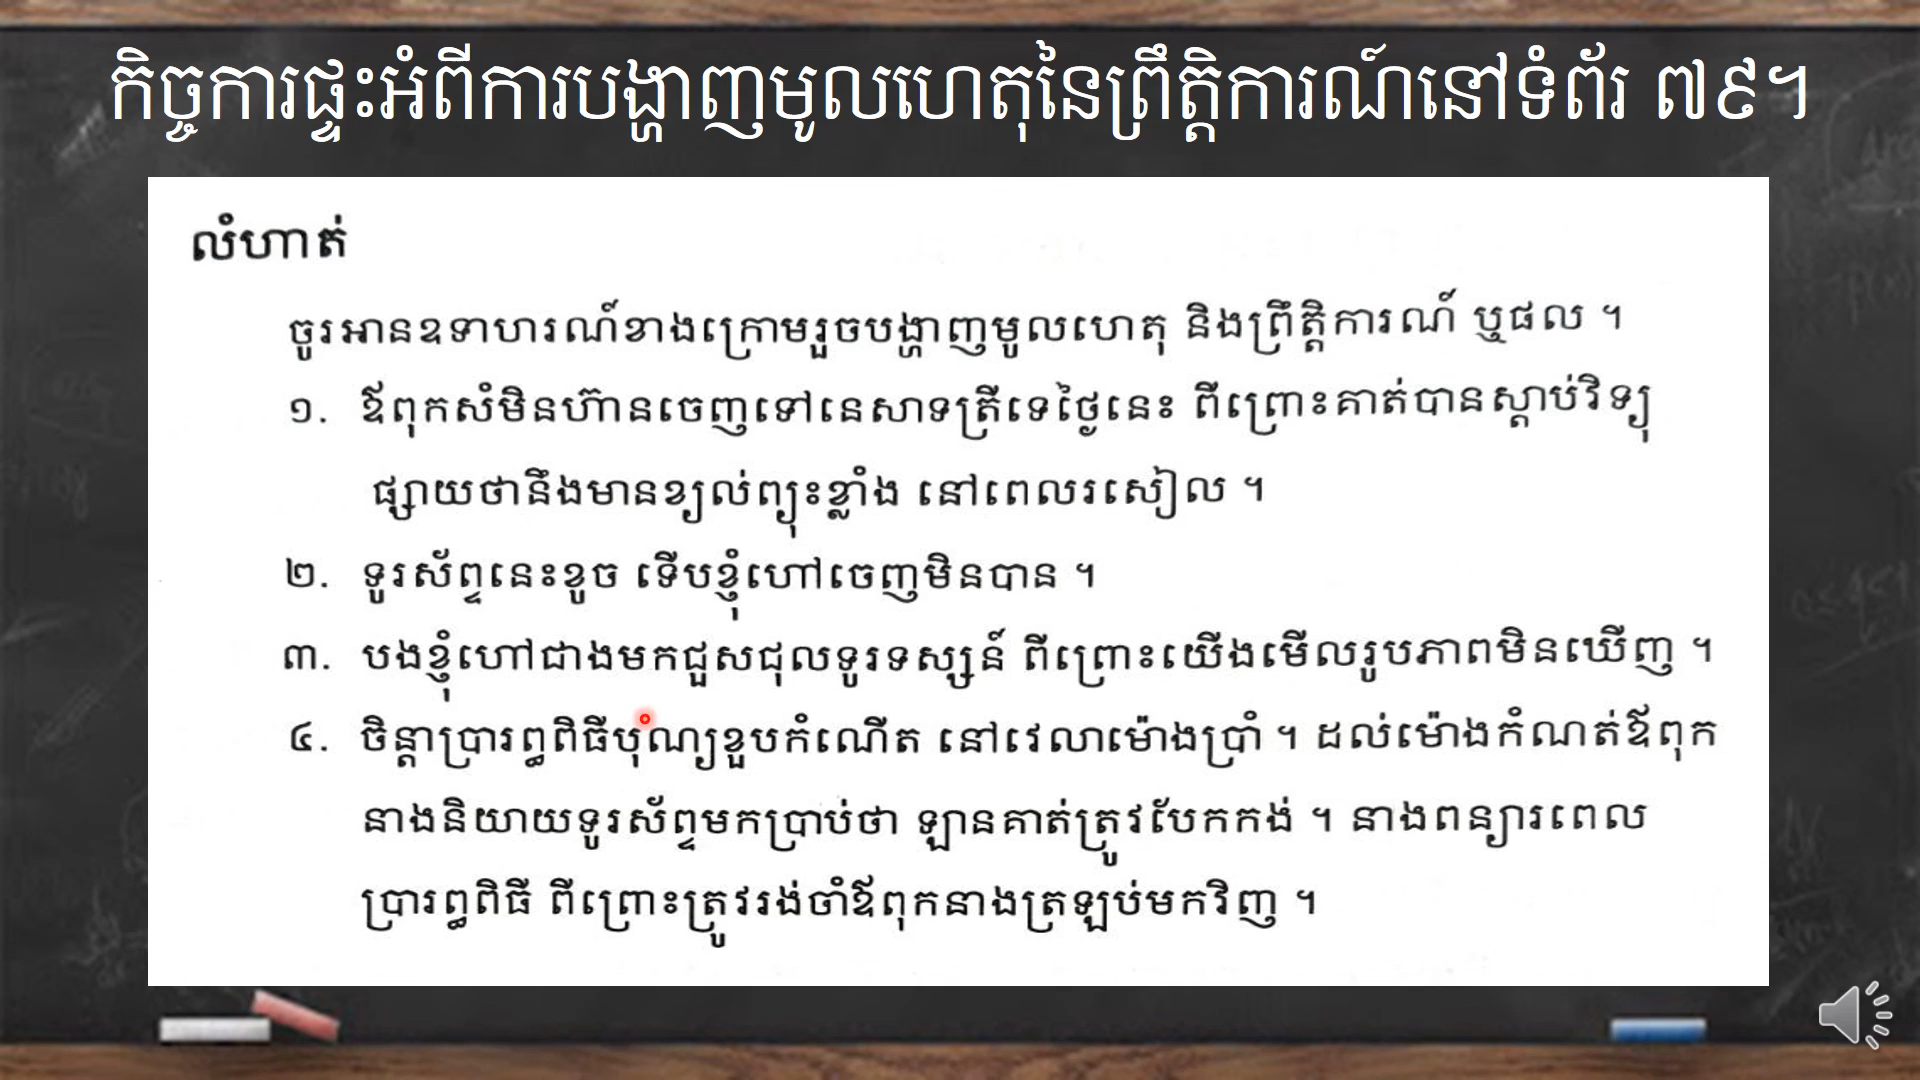 កិច្ចការផ្ទះអំពីការបង្ហាញមូលហេតុនៃព្រឹត្តិការណ៍នៅទំព័រ ៧៩។
លំហាត់
ចូរអានឧទាហរណ៍ខាងក្រោមរួចបង្ហាញមូលហេតុ និងព្រឹត្តិការណ៍ ឬផល ។
១. ឪពុកសំមិនហ៊ានចេញទៅនេសាទត្រីទេថ្ងៃនេះ ពីព្រោះគាត់បានស្តាប់វិទ្យុ
ផ្សាយថានឹងមានខ្យល់ព្យុះខ្លាំង នៅពេលរសៀល ។
២. ទូរស័ព្ទនេះខូច ទើបខ្ញុំហៅចេញមិនបាន ។
៣. បងខ្ញុំហៅជាងមកជួសជុលទូរទស្សន៍ ពីព្រោះយើងមើលរូបភាពមិនឃើញ ។
៤. ចិន្តាប្រារព្ធពិធីបុណ្យខួបកំណើត នៅវេលាម៉ោងប្រាំ ។ ដល់ម៉ោងកំណត់ឪពុក
នាងនិយាយទូរស័ព្ទមកប្រាប់ថា ឡានគាត់ត្រូវបែកកង់ ។ នាងពន្យារពេល
ប្រារព្ធពិធី ពីព្រោះត្រូវរង់ចាំឪពុកនាងត្រឡប់មកវិញ ។